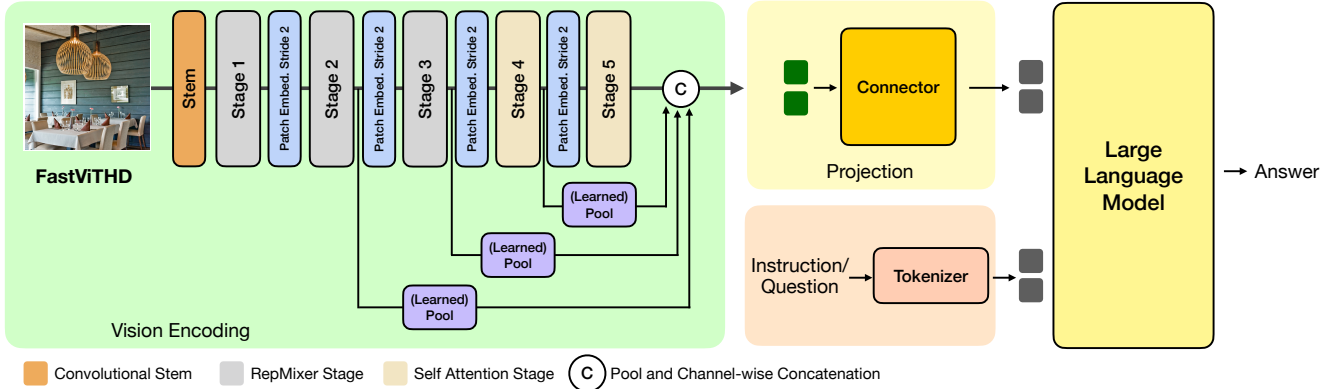 Stem
Stage 1
Patch Embed. Stride 2
Stage 2
Patch Embed. Stride 2
Stage 3
Patch Embed. Stride 2
Stage 4
Patch Embed. Stride 2
Stage 5
C
FastViTHD
(Learned)
Pool
(Learned)
Pool
(Learned)
Pool
Vision Encoding
Connector
Projection
Instruction/
Question
Tokenizer
Large
Language
Model
Answer
Convolutional Stem
RepMixer Stage
Self Attention Stage
C
Pool and Channel-wise Concatenation